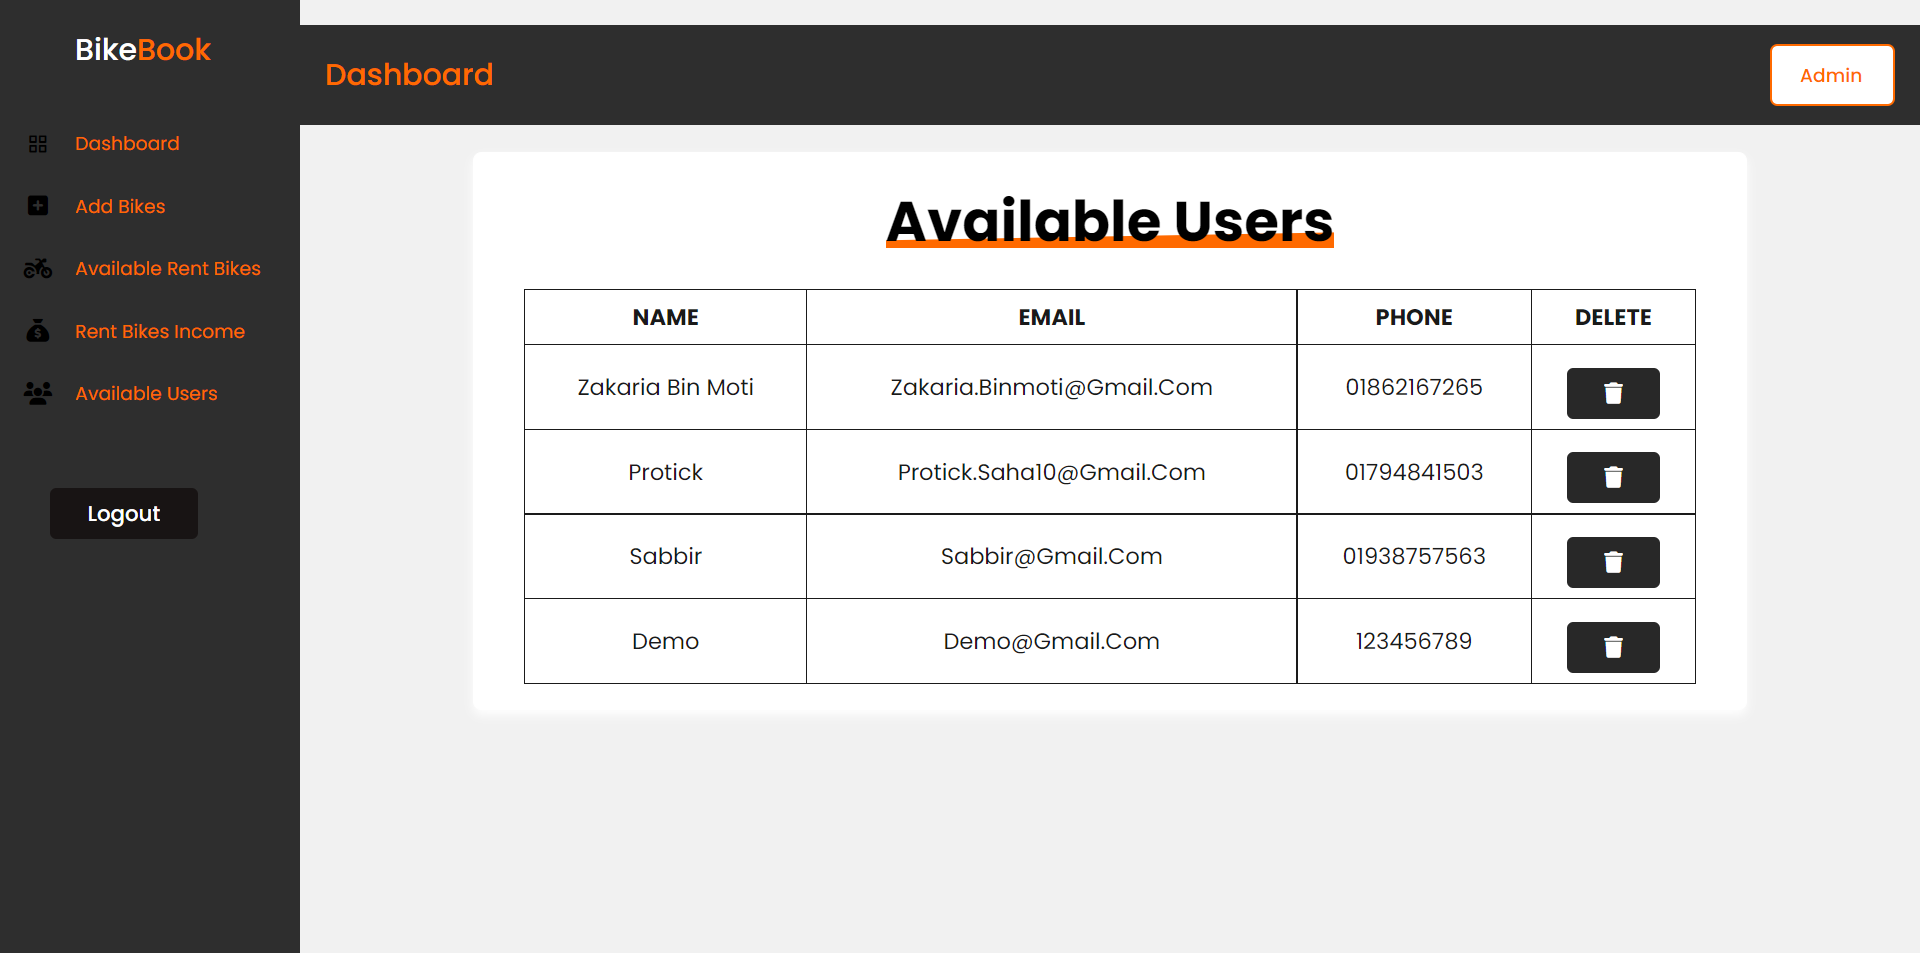 BikeBook
Dashboard
Add Bikes
Available Rent Bikes
Rent Bikes Income
Available Users
Logout
Dashboard
Admin
Available Users
NAME EMAIL PHONE DELETE
Zakaria Bin Moti Zakaria.Binmoti@Gmail.Com 01862167265
Protick Protick.Saha10@Gmail.Com 01794841503
Sabbir Sabbir@Gmail.Com 01938757563
Demo Demo@Gmail.Com 123456789